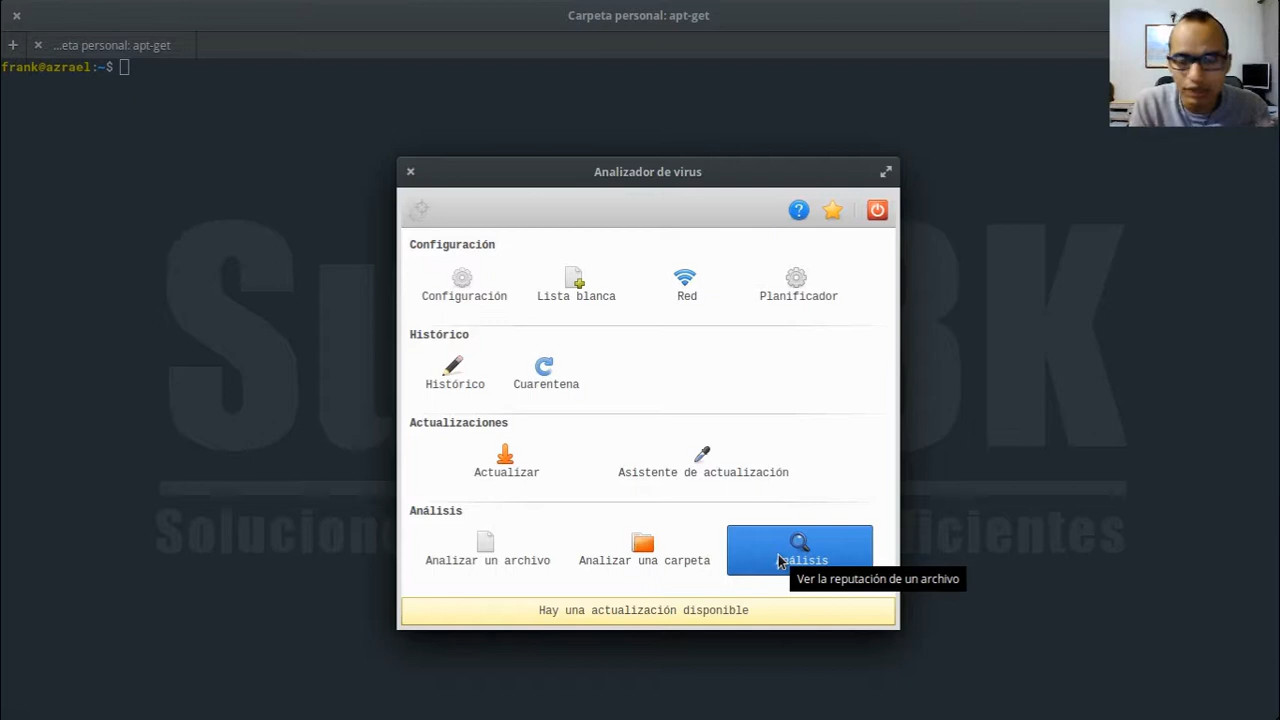 Carpeta personal: apt-get
...eta personal: apt-get
frank@azrael:~$
Analizador de virus
Configuración
Configuración Lista blanca Red Planificador
Histórico
Histórico Cuarentena
Actualizaciones
Actualizar Asistente de actualización
Análisis
Analizar un archivo Analizar una carpeta Análisis
Ver la reputación de un archivo
Hay una actualización disponible